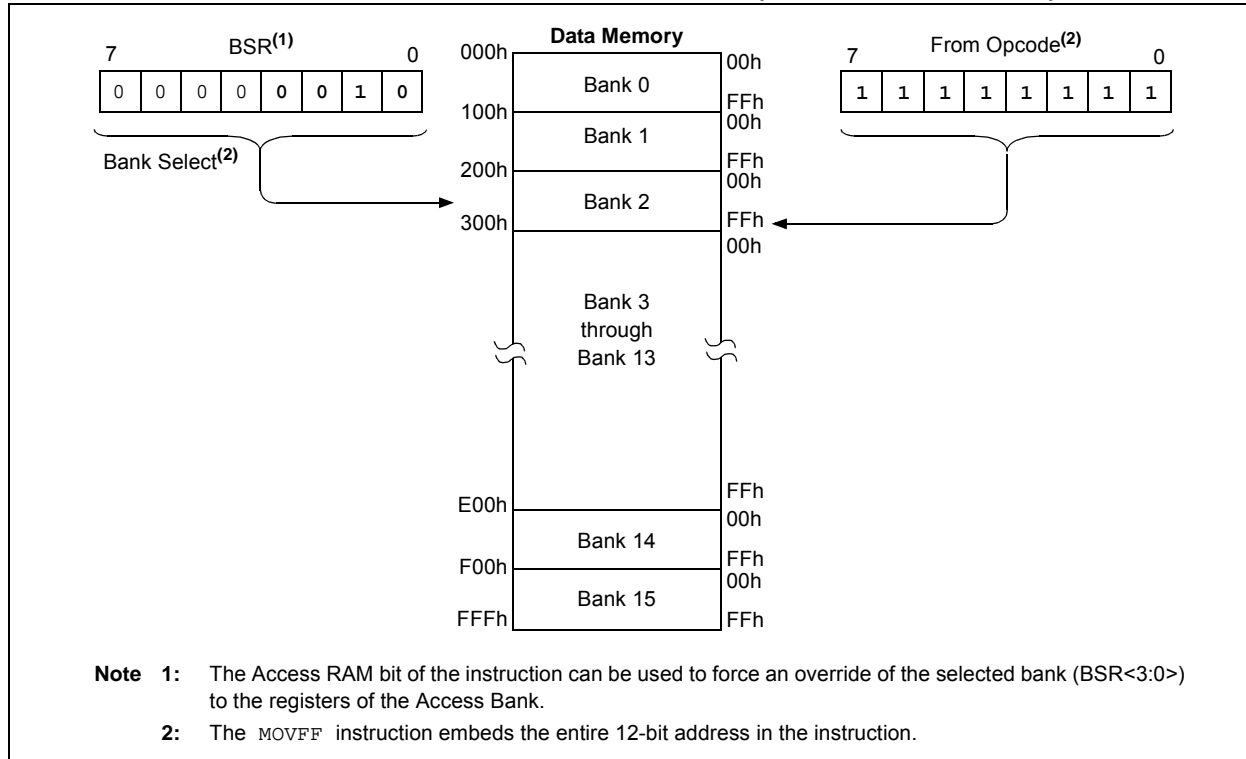 BSR(1)
7 0
0 0 0 0 0 0 1 0
Bank Select(2)
Data Memory
000h
00h
Bank 0
FFh
100h
00h
Bank 1
FFh
200h
00h
Bank 2
FFh
300h
00h
Bank 3
through
Bank 13
FFh
E00h
00h
Bank 14
FFh
F00h
00h
Bank 15
FFFh
FFh
From Opcode(2)
7 0
1 1 1 1 1 1 1 1
Note 1: The Access RAM bit of the instruction can be used to force an override of the selected bank (BSR<3:0>)
to the registers of the Access Bank.
2: The MOVFF instruction embeds the entire 12-bit address in the instruction.